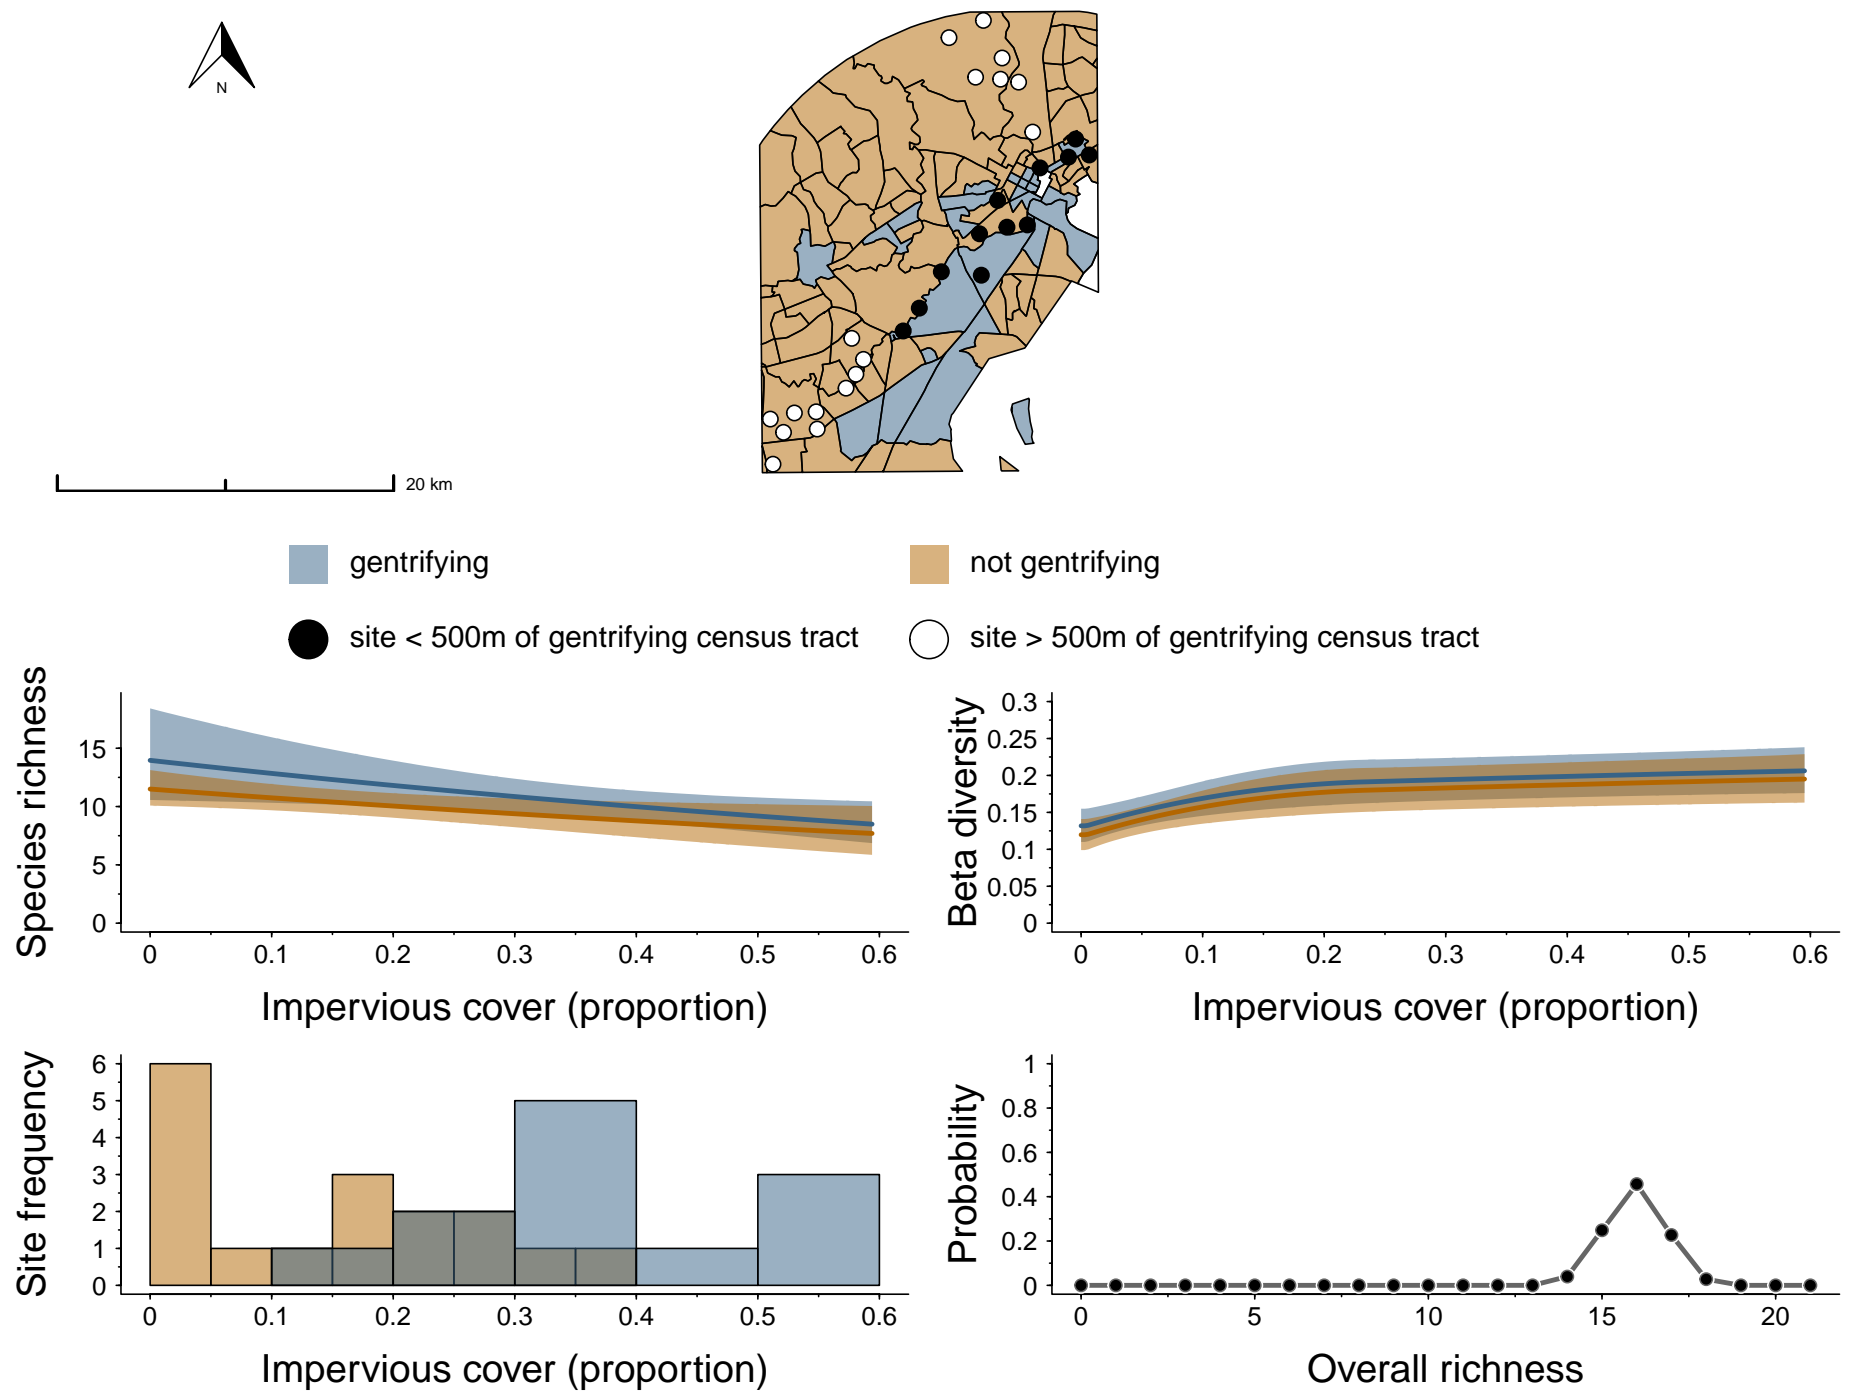 N
20 km
gentrifying
not gentrifying
site < 500m of gentrifying census tract
site > 500m of gentrifying census tract
Species richness
15
10
5
0
0 0.1 0.2 0.3 0.4 0.5 0.6
Impervious cover (proportion)
Beta diversity
0.3
0.25
0.2
0.15
0.1
0.05
0
0 0.1 0.2 0.3 0.4 0.5 0.6
Impervious cover (proportion)
Site frequency
6
5
4
3
2
1
0
0 0.1 0.2 0.3 0.4 0.5 0.6
Impervious cover (proportion)
Probability
1
0.8
0.6
0.4
0.2
0
0 5 10 15 20
Overall richness